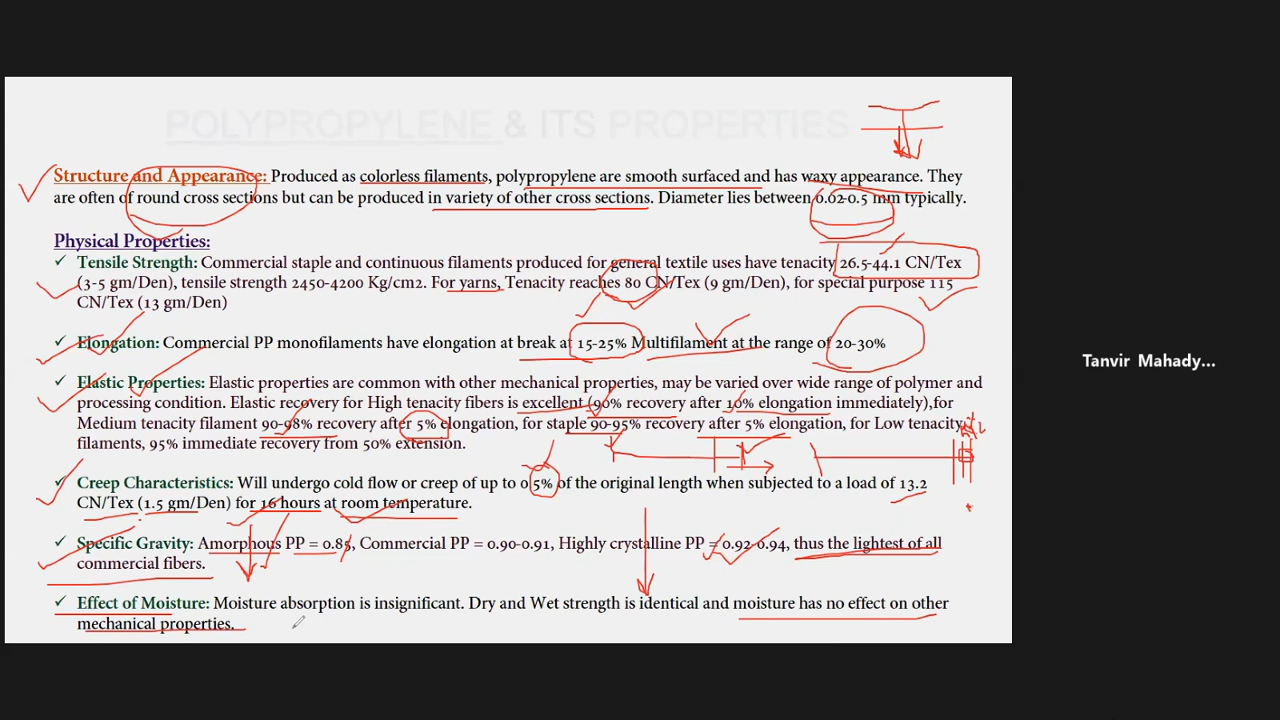 POLYPROPYLENE & ITS PROPERTIES
Structure and Appearance: Produced as colorless filaments, polypropylene are smooth surfaced and has waxy appearance. They
are often of round cross sections but can be produced in variety of other cross sections. Diameter lies between 0.02-0.5 mm typically.
Physical Properties:
✓ Tensile Strength: Commercial staple and continuous filaments produced for general textile uses have tenacity 26.5-44.1 CN/Tex
(3-5 gm/Den), tensile strength 2450-4200 Kg/cm2. For yarns, Tenacity reaches 80 CN/Tex (9 gm/Den), for special purpose 115
CN/Tex (13 gm/Den)
✓ Elongation: Commercial PP monofilaments have elongation at break at 15-25% Multifilament at the range of 20-30%
✓ Elastic Properties: Elastic properties are common with other mechanical properties, may be varied over wide range of polymer and
processing condition. Elastic recovery for High tenacity fibers is excellent (90% recovery after 10% elongation immediately),for
Medium tenacity filament 90-98% recovery after 5% elongation, for staple 90-95% recovery after 5% elongation, for Low tenacity
filaments, 95% immediate recovery from 50% extension.
✓ Creep Characteristics: Will undergo cold flow or creep of up to 0.5% of the original length when subjected to a load of 13.2
CN/Tex (1.5 gm/Den) for 16 hours at room temperature.
✓ Specific Gravity: Amorphous PP = 0.85, Commercial PP = 0.90-0.91, Highly crystalline PP = 0.92-0.94, thus the lightest of all
commercial fibers.
✓ Effect of Moisture: Moisture absorption is insignificant. Dry and Wet strength is identical and moisture has no effect on other
mechanical properties.
Tanvir Mahady...